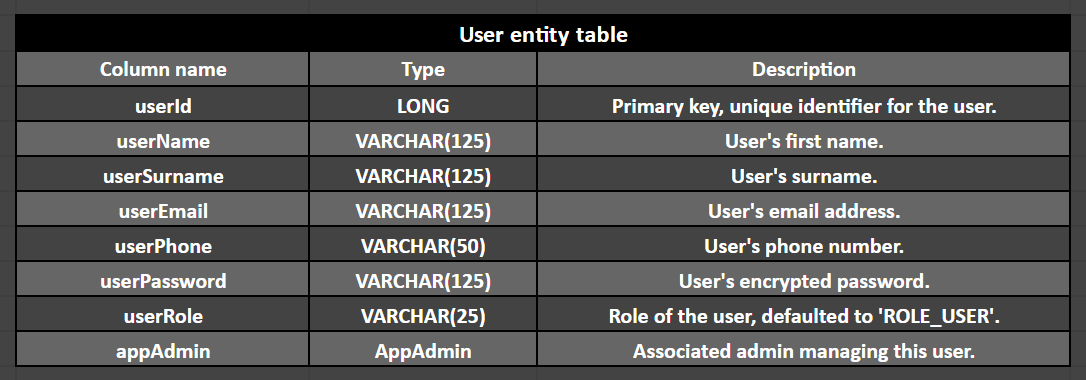 User entity table
Column name Type Description
userId LONG Primary key, unique identifier for the user.
userName VARCHAR(125) User's first name.
userSurname VARCHAR(125) User's surname.
userEmail VARCHAR(125) User's email address.
userPhone VARCHAR(50) User's phone number.
userPassword VARCHAR(125) User's encrypted password.
userRole VARCHAR(25) Role of the user, defaulted to 'ROLE_USER'.
appAdmin AppAdmin Associated admin managing this user.